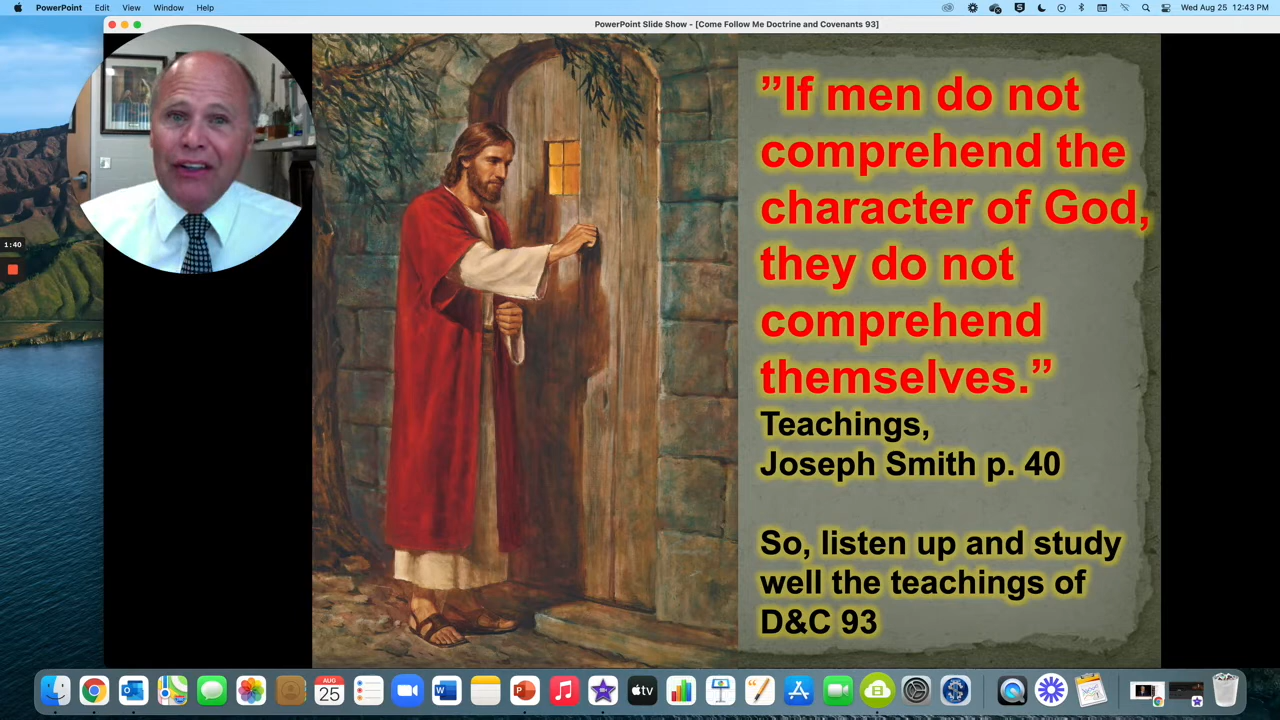 PowerPoint Edit View Window Help
Wed Aug 25 12:43 PM
PowerPoint Slide Show - [Come Follow Me Doctrine and Covenants 93]
1:40
”If men do not
comprehend the
character of God,
they do not
comprehend
themselves.”
Teachings,
Joseph Smith p. 40
So, listen up and study
well the teachings of
D&C 93
AUG
25
tv